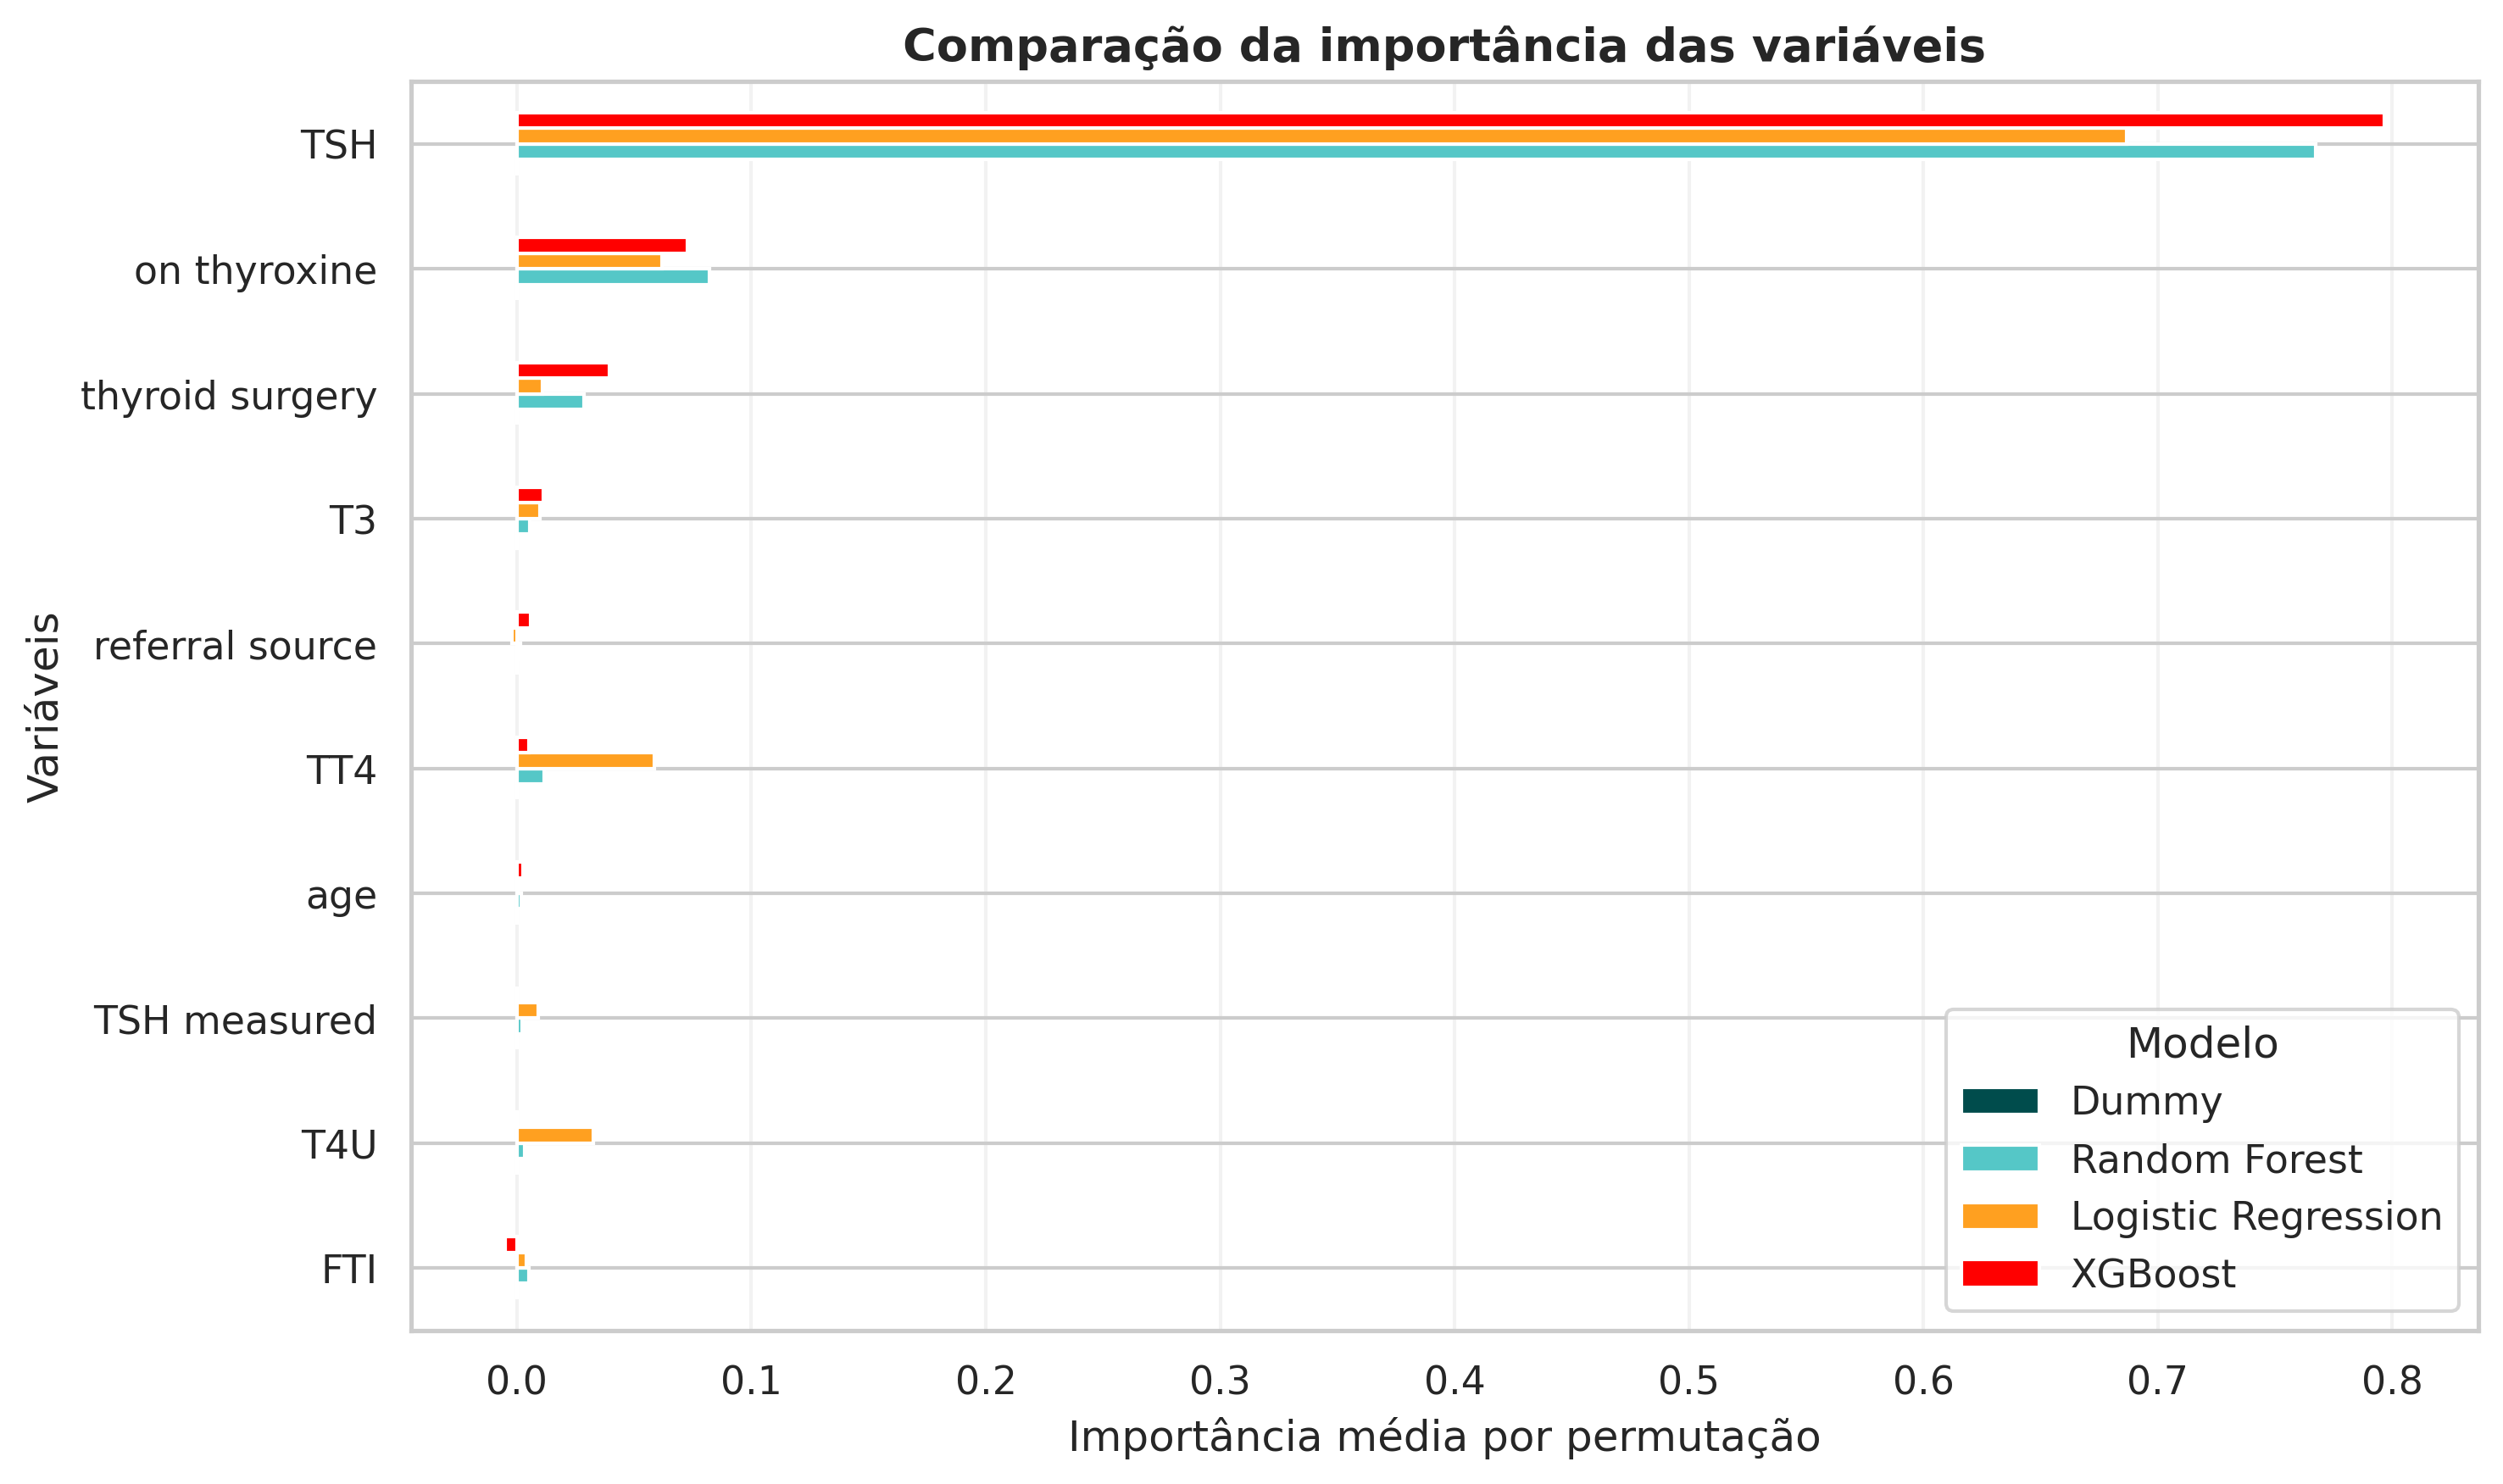 Comparação da importância das variáveis
TSH
on thyroxine
thyroid surgery
T3
referral source
TT4
age
TSH measured
T4U
FTI
Variáveis
0.0 0.1 0.2 0.3 0.4 0.5 0.6 0.7 0.8
Importância média por permutação
Modelo
Dummy
Random Forest
Logistic Regression
XGBoost